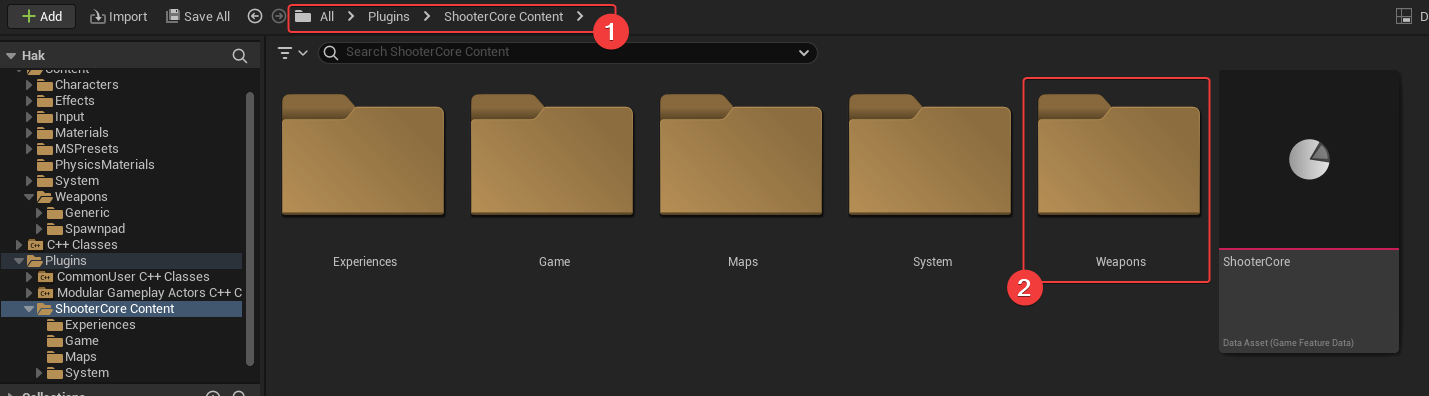 Add Import Save All All Plugins ShooterCore Content
1
Hak
Search ShooterCore Content
Content
Characters
Effects
Input
Materials
MSPresets
PhysicsMaterials
System
Weapons
Generic
Spawnpad
C++ Classes
Plugins
CommonUser C++ Classes
Modular Gameplay Actors C++ C
ShooterCore Content
Experiences
Game
Maps
System
Experiences
Game
Maps
System
Weapons
2
ShooterCore
Data Asset (Game Feature Data)
Collections